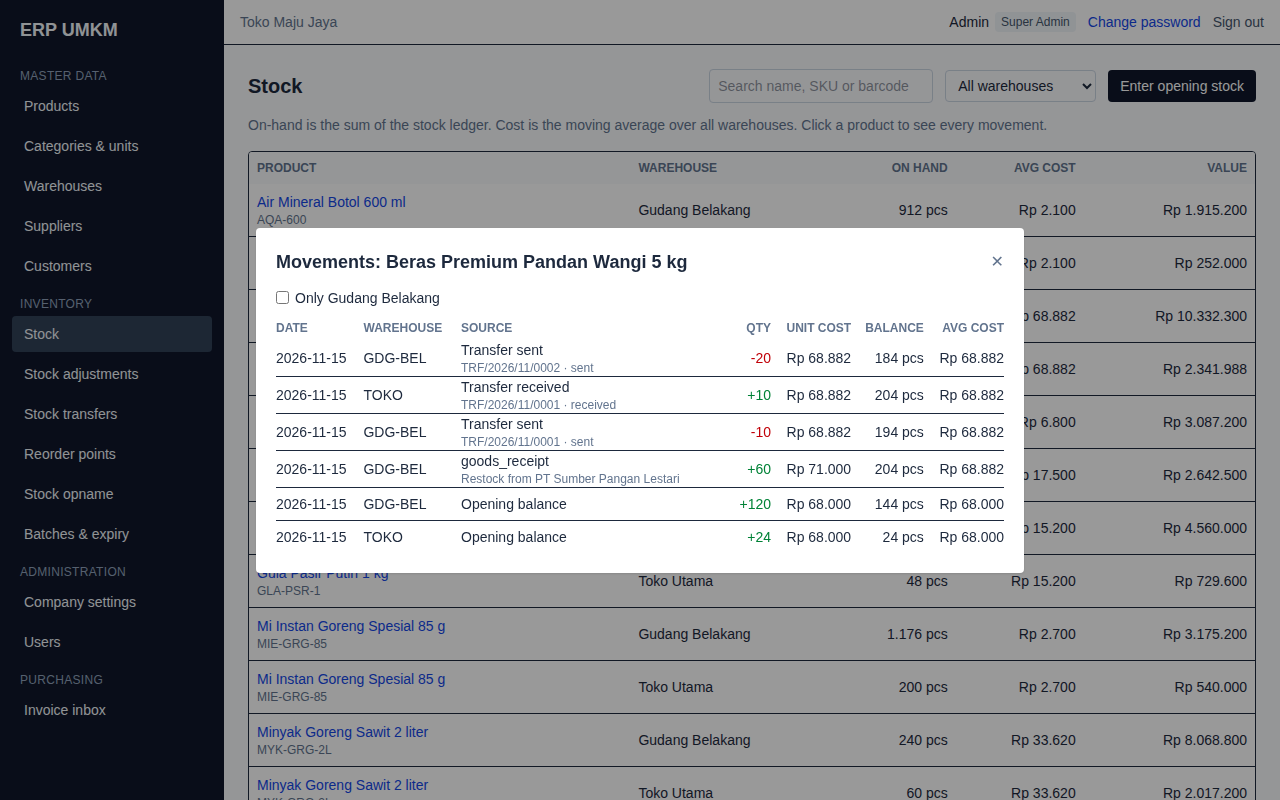 ERP UMKM
MASTER DATA
Products
Categories & units
Warehouses
Suppliers
Customers
INVENTORY
Stock
Stock adjustments
Stock transfers
Reorder points
Stock opname
Batches & expiry
ADMINISTRATION
Company settings
Users
PURCHASING
Invoice inbox
Toko Maju Jaya
Admin Super Admin Change password Sign out
Stock
Search name, SKU or barcode All warehouses Enter opening stock
On-hand is the sum of the stock ledger. Cost is the moving average over all warehouses. Click a product to see every movement.
PRODUCT WAREHOUSE ON HAND AVG COST VALUE
Air Mineral Botol 600 ml
AQA-600
Gudang Belakang 912 pcs Rp 2.100 Rp 1.915.200
Rp 2.100 Rp 252.000
68.882 Rp 10.332.300
68.882 Rp 2.341.988
Rp 6.800 Rp 3.087.200
17.500 Rp 2.642.500
15.200 Rp 4.560.000
Movements: Beras Premium Pandan Wangi 5 kg ×
Only Gudang Belakang
DATE WAREHOUSE SOURCE QTY UNIT COST BALANCE AVG COST
2026-11-15 GDG-BEL Transfer sent -20 Rp 68.882 184 pcs Rp 68.882
TRF/2026/11/0002 · sent
2026-11-15 TOKO Transfer received +10 Rp 68.882 204 pcs Rp 68.882
TRF/2026/11/0001 · received
2026-11-15 GDG-BEL Transfer sent -10 Rp 68.882 194 pcs Rp 68.882
TRF/2026/11/0001 · sent
2026-11-15 GDG-BEL goods_receipt +60 Rp 71.000 204 pcs Rp 68.882
Restock from PT Sumber Pangan Lestari
2026-11-15 GDG-BEL Opening balance +120 Rp 68.000 144 pcs Rp 68.000
2026-11-15 TOKO Opening balance +24 Rp 68.000 24 pcs Rp 68.000
Gula Pasir Putih 1 kg
GLA-PSR-1
Toko Utama 48 pcs Rp 15.200 Rp 729.600
Mi Instan Goreng Spesial 85 g
MIE-GRG-85
Gudang Belakang 1.176 pcs Rp 2.700 Rp 3.175.200
Mi Instan Goreng Spesial 85 g
MIE-GRG-85
Toko Utama 200 pcs Rp 2.700 Rp 540.000
Minyak Goreng Sawit 2 liter
MYK-GRG-2L
Gudang Belakang 240 pcs Rp 33.620 Rp 8.068.800
Minyak Goreng Sawit 2 liter
Toko Utama 60 pcs Rp 33.620 Rp 2.017.200